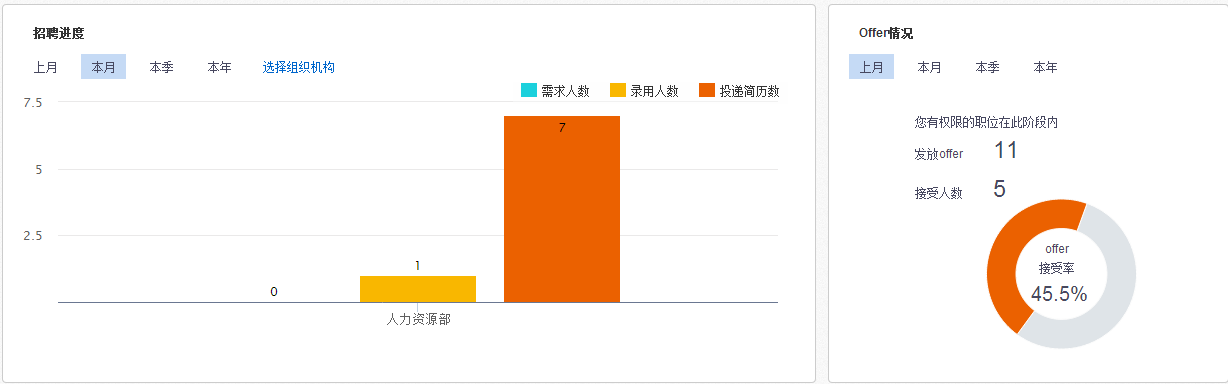 招聘进度
上月 本月 本季 本年 选择组织机构
需求人数 录用人数 投递简历数
7.5
5
2.5
0
1
7
人力资源部
Offer情况
上月 本月 本季 本年
您有权限的职位在此阶段内
发放offer 11
接受人数 5
offer
接受率
45.5%